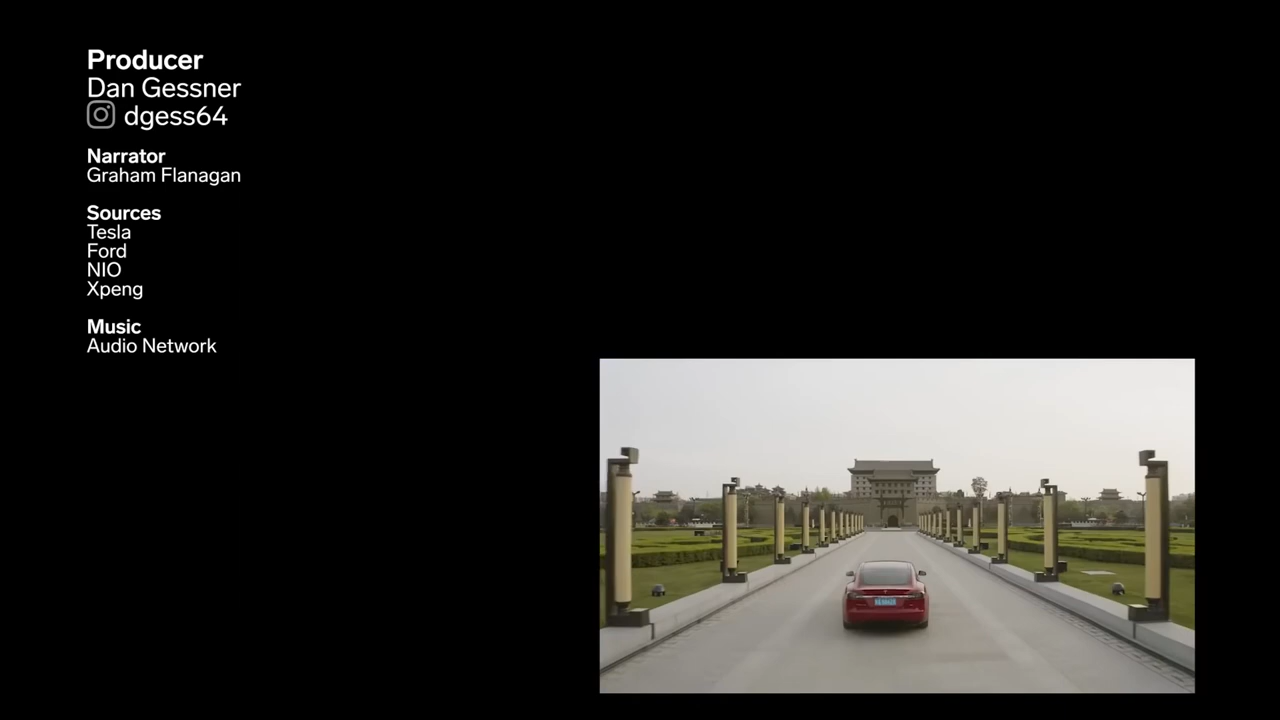 Producer
Dan Gessner
dgess64
Narrator
Graham Flanagan
Sources
Tesla
Ford
NIO
Xpeng
Music
Audio Network